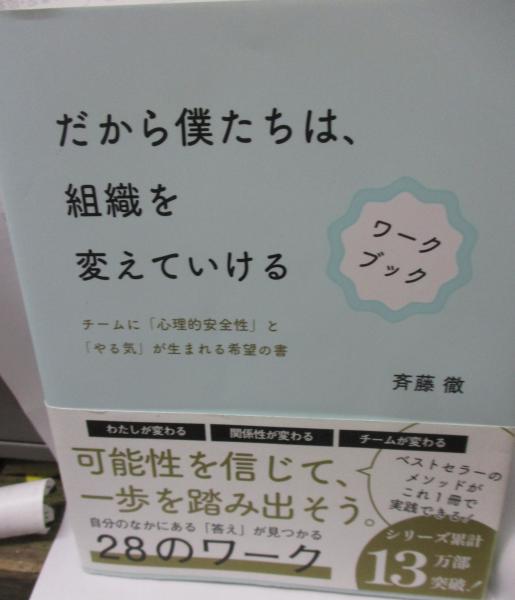 だから僕たちは、
組織を
変えていける
ワーク
ブック
チームに「心理的安全性」と
「やる気」が生まれる希望の書
斉藤 徹
わたしが変わる
関係性が変わる
チームが変わる
可能性を信じて、
一歩を踏み出そう。
自分のなかにある「答え」が見つかる
28のワーク
ベストセラーの
メソッドが
これ1冊で
実践できる!
シリーズ累計
13万部
突破!